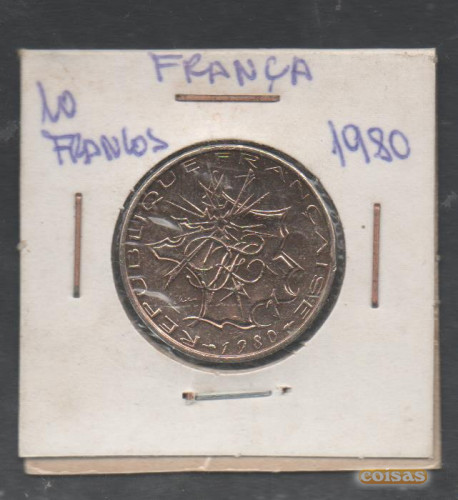 FRANÇA
10
FRANCOS
1980
REPUBLIQUE FRANÇAISE
1980
coisas